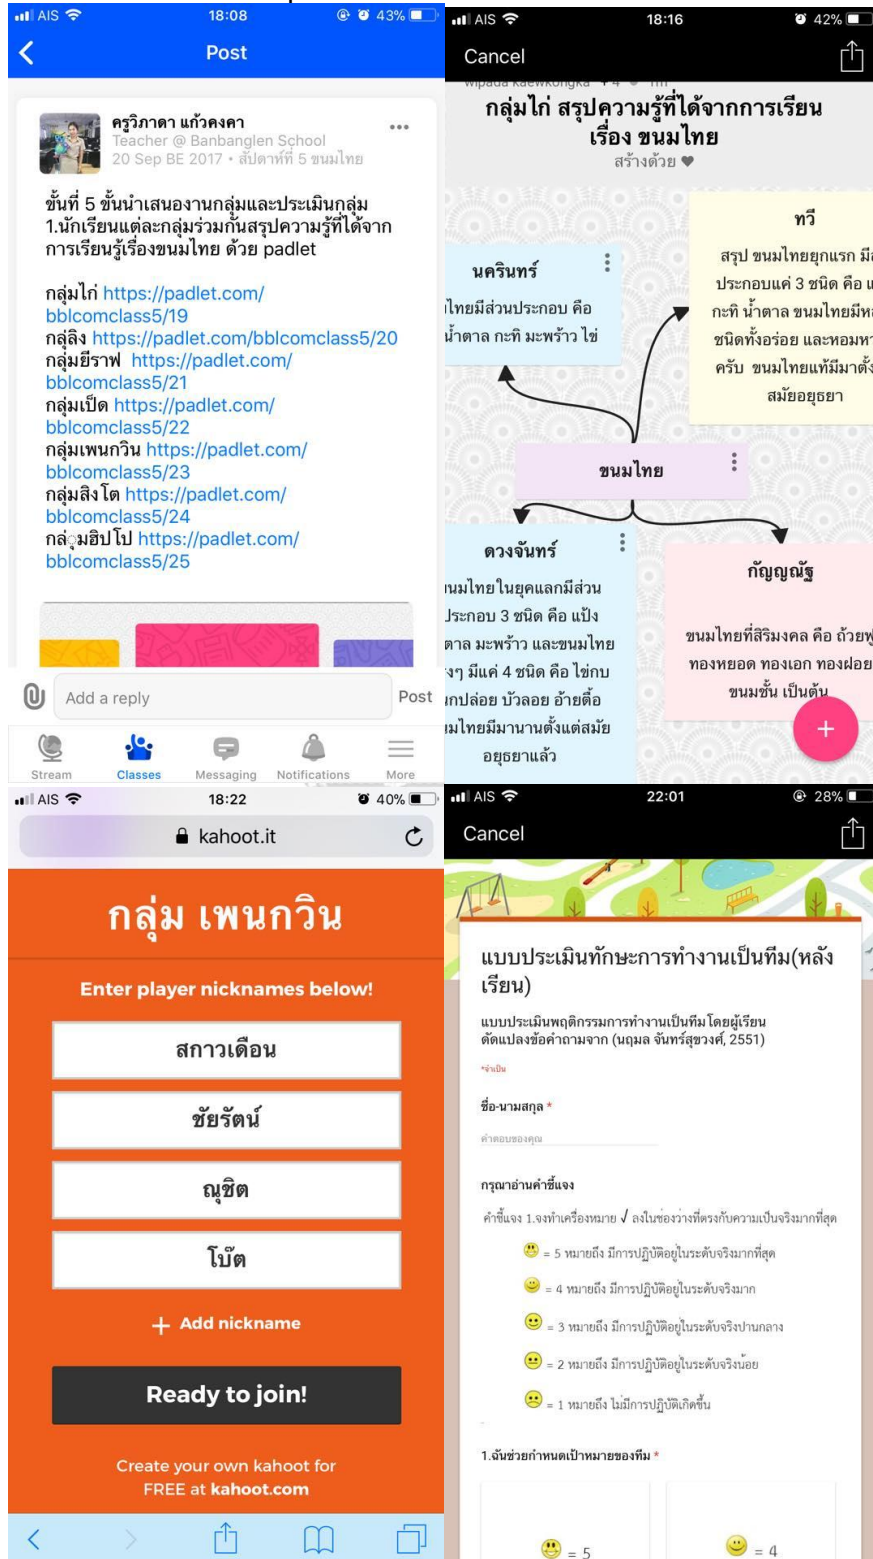 AIS
18:08
43%
Post
ครูวิภาดา แก้วคงคา
Teacher @ Banbanglen School
20 Sep BE 2017 • สัปดาห์ที่ 5 ขนมไทย
ขั้นที่ 5 ขั้นนำเสนองานกลุ่มและประเมินกลุ่ม
1.นักเรียนแต่ละกลุ่มร่วมกันสรุปความรู้ที่ได้จาก
การเรียนรู้เรื่องขนมไทย ด้วย padlet
กลุ่มไก่ https://padlet.com/
bblcomclass5/19
กลุ่ลิง https://padlet.com/bblcomclass5/20
กลุ่มยีราฟ https://padlet.com/
bblcomclass5/21
กลุ่มเป็ด https://padlet.com/
bblcomclass5/22
กลุ่มเพนกวิน https://padlet.com/
bblcomclass5/23
กลุ่มสิงโต https://padlet.com/
bblcomclass5/24
กลุ่มฮิปโป https://padlet.com/
bblcomclass5/25
Add a reply
Post
Stream Classes Messaging Notifications More
AIS
18:16
42%
Cancel
wipada kaewkongka +4
กลุ่มไก่ สรุปความรู้ที่ได้จากการเรียน
เรื่อง ขนมไทย
สร้างด้วย ♥
ทวี
สรุป ขนมไทยยุกแรก
ประกอบแค่ 3 ชนิด คือ
กะทิ น้ำตาล ขนมไทยมี
ชนิดทั้งอร่อย และหอม
ครับ ขนมไทยแท้มีมา
สมัยอยุธยา
นครินทร์
ไทยมีส่วนประกอบ คือ
น้ำตาล กะทิ มะพร้าว ไข่
ขนมไทย
ดวงจันทร์
ขนมไทยในยุคแลกมีส่วน
ประกอบ 3 ชนิด คือ แป้ง
ตาล มะพร้าว และขนมไทย
มีแค่ 4 ชนิด คือ ไข่กบ
นกปล่อย บัวลอย อ้ายตื้อ
ขนมไทยมีมานานตั้งแต่สมัย
อยุธยาแล้ว
กัญญณัฐ
ขนมไทยที่สิริมงคล คือ ถ้วยฟู
ทองหยอด ทองเอก ทองฝอย
ขนมชั้น เป็นต้น
+
AIS
18:22
40%
kahoot.it
กลุ่ม เพนกวิน
Enter player nicknames below!
สกาวเดือน
ชัยรัตน์
ณุชิต
โบ๊ต
+ Add nickname
Ready to join!
Create your own kahoot for
FREE at kahoot.com
AIS
22:01
28%
Cancel
แบบประเมินทักษะการทำงานเป็นทีม(หลัง
เรียน)
แบบประเมินพฤติกรรมการทำงานเป็นทีมโดยผู้เรียน
ดัดแปลงข้อคำถามจาก (นฤมล จันทร์สุขวงศ์, 2551)
*จำเป็น
ชื่อ-นามสกุล *
คำตอบของคุณ
กรุณาอ่านคำชี้แจง
คำชี้แจง 1.จงทำเครื่องหมาย √ ลงในช่องว่างที่ตรงกับความเป็นจริงมากที่สุด
= 5 หมายถึง มีการปฏิบัติอยู่ในระดับจริงมากที่สุด
= 4 หมายถึง มีการปฏิบัติอยู่ในระดับจริงมาก
= 3 หมายถึง มีการปฏิบัติอยู่ในระดับจริงปานกลาง
= 2 หมายถึง มีการปฏิบัติอยู่ในระดับจริงน้อย
= 1 หมายถึง ไม่มีการปฏิบัติเกิดขึ้น
1.ฉันช่วยกำหนดเป้าหมายของทีม *
= 5
= 4